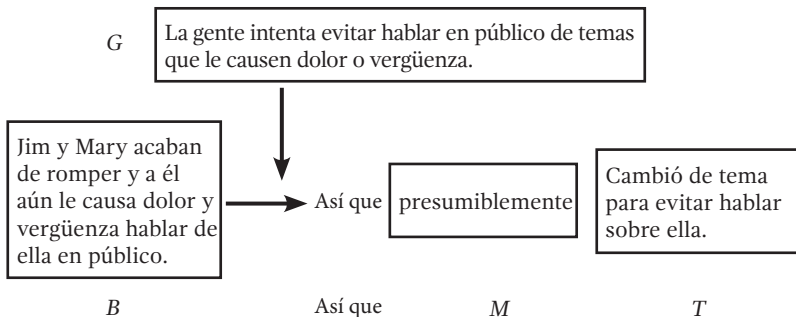 G
La gente intenta evitar hablar en público de temas
que le causen dolor o vergüenza.
Jim y Mary acaban
de romper y a él
aún le causa dolor y
vergüenza hablar de
ella en público.
Así que
presumiblemente
Cambió de tema
para evitar hablar
sobre ella.
B
Así que
M
T